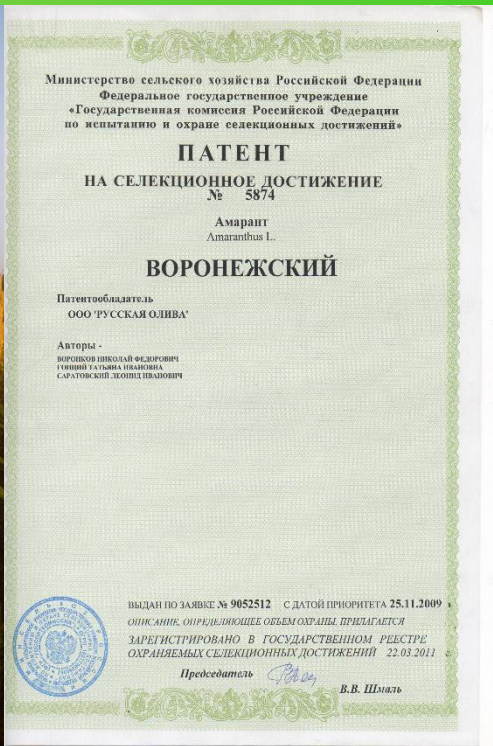 Министерство сельского хозяйства Российской Федерации
Федеральное государственное учреждение
«Государственная комиссия Российской Федерации
по испытанию и охране селекционных достижений»
ПАТЕНТ
НА СЕЛЕКЦИОННОЕ ДОСТИЖЕНИЕ
№ 5874
Амарант
Amaranthus L.
ВОРОНЕЖСКИЙ
Патентообладатель
ООО 'РУССКАЯ ОЛИВА'
Авторы -
ВОРОНКОВ НИКОЛАЙ ФЕДОРОВИЧ
ТАТЬЯНА ИВАНОВНА
САРАТОВСКИЙ ЛЕОНИД ИВАНОВИЧ
ВЫДАН ПО ЗАЯВКЕ № 9052512 С ДАТОЙ ПРИОРИТЕТА 25.11.2009
ОПИСАНИЕ, ОПРЕДЕЛЯЮЩЕЕ ОБЪЕМ ОХРАНЫ, ПРИЛАГАЕТСЯ
ЗАРЕГИСТРИРОВАНО В ГОСУДАРСТВЕННОМ РЕЕСТРЕ
ОХРАНЯЕМЫХ СЕЛЕКЦИОННЫХ ДОСТИЖЕНИЙ 22.03.2011 г.
Председатель
В.В. Шмаль